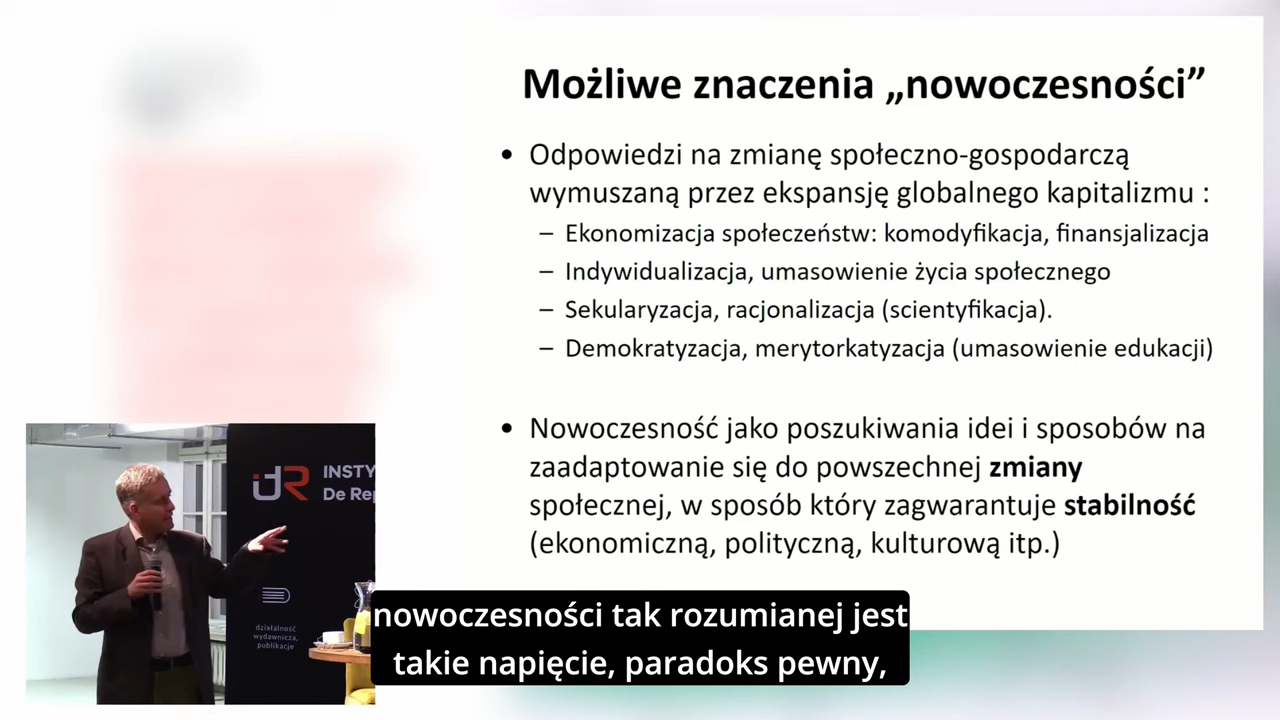 Możliwe znaczenia „nowoczesności”
• Odpowiedzi na zmianę społeczno-gospodarczą
wymuszaną przez ekspansję globalnego kapitalizmu :
– Ekonomizacja społeczeństw: komodyfikacja, finansjalizacja
– Indywidualizacja, umasowienie życia społecznego
– Sekularyzacja, racjonalizacja (scientyfikacja).
– Demokratyzacja, merytorkatyzacja (umasowienie edukacji)
• Nowoczesność jako poszukiwania idei i sposobów na
zaadaptowanie się do powszechnej zmiany
społecznej, w sposób który zagwarantuje stabilność
(ekonomiczną, polityczną, kulturową itp.)
idR INSTY
De Rep
działalność
wydawnicza,
publikacje
nowoczesności tak rozumianej jest
takie napięcie, paradoks pewny,